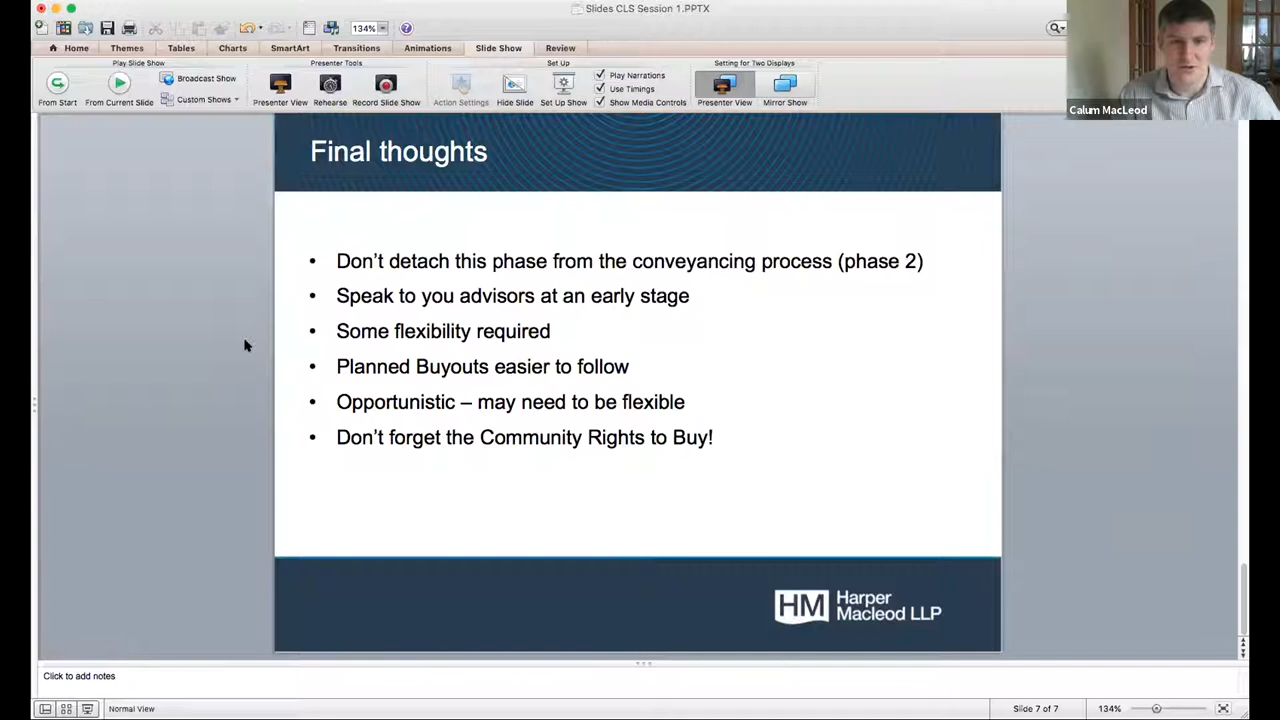 Slides CLS Session 1.PPTX
134%
Home Themes Tables Charts SmartArt Transitions Animations Slide Show Review
Play Slide Show Presenter Tools Set Up Setting for Two Displays
From Start From Current Slide Broadcast Show Custom Shows
Presenter View Rehearse Record Slide Show
Action Settings Hide Slide Set Up Show
Play Narrations
Use Timings
Show Media Controls
Presenter View Mirror Show
Calum MacLeod
Final thoughts
• Don’t detach this phase from the conveyancing process (phase 2)
• Speak to you advisors at an early stage
• Some flexibility required
• Planned Buyouts easier to follow
• Opportunistic – may need to be flexible
• Don’t forget the Community Rights to Buy!
HM Harper
Macleod LLP
Click to add notes
Normal View Slide 7 of 7 134%